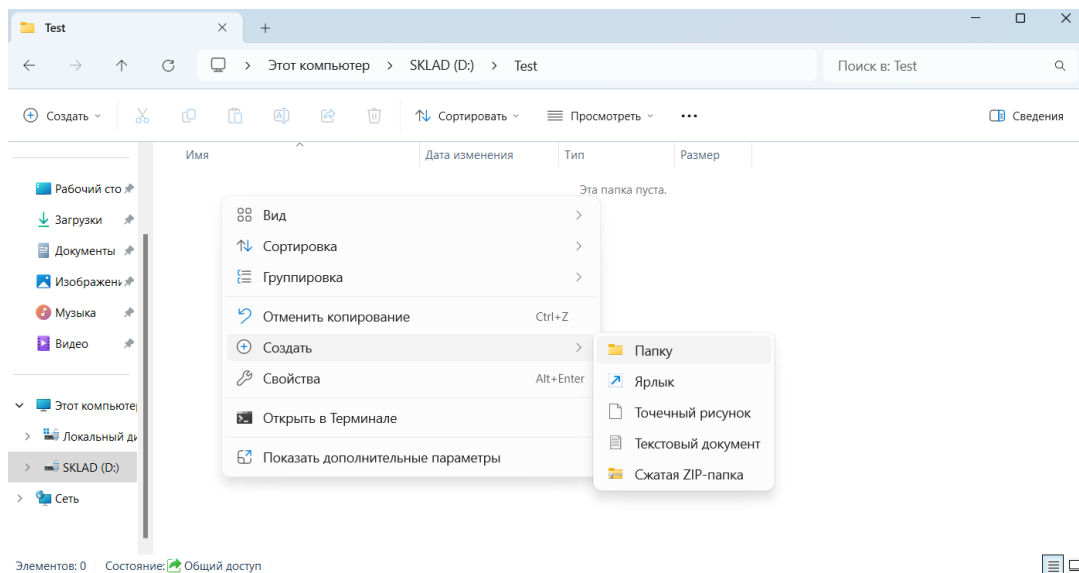 Test
Этот компьютер > SKLAD (D:) > Test
Поиск в: Test
Создать
Сортировать
Просмотреть
Сведения
Имя
Дата изменения
Тип
Размер
Эта папка пуста.
Рабочий сто
Загрузки
Документы
Изображени
Музыка
Видео
Этот компьюте
Локальный ди
SKLAD (D:)
Сеть
Вид
Сортировка
Группировка
Отменить копирование Ctrl+Z
Создать
Свойства Alt+Enter
Открыть в Терминале
Показать дополнительные параметры
Папку
Ярлык
Точечный рисунок
Текстовый документ
Сжатая ZIP-папка
Элементов: 0 Состояние: Общий доступ